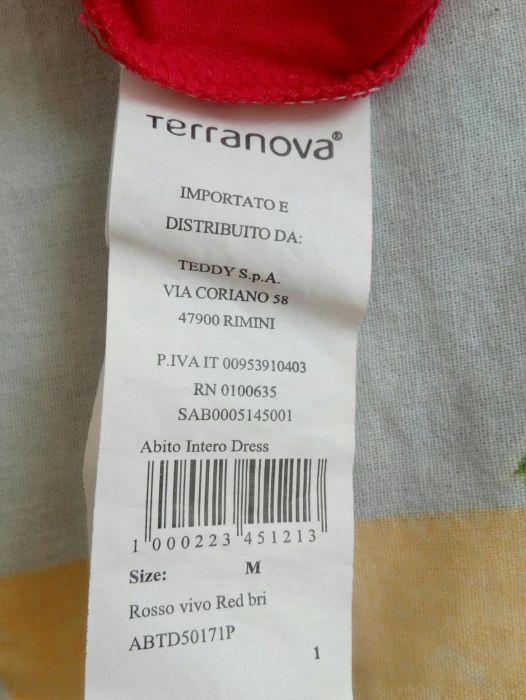 Terranova®
IMPORTATO E
DISTRIBUITO DA:
TEDDY S.p.A.
VIA CORIANO 58
47900 RIMINI
P.IVA IT 00953910403
RN 0100635
SAB0005145001
Abito Intero Dress
1 000223 451213
Size: M
Rosso vivo Red bri
ABTD50171P
1